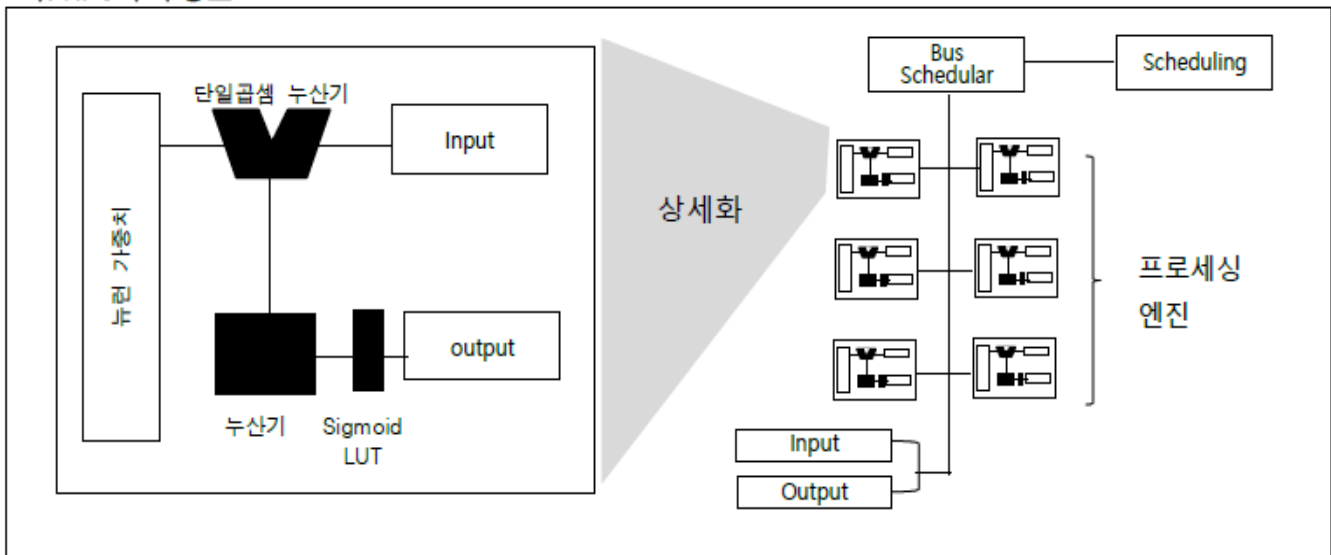 단일곱셈 누산기
Input
뉴런 가중치
output
누산기
Sigmoid
LUT
상세화
Bus
Schedular
Scheduling
프로세싱
엔진
Input
Output